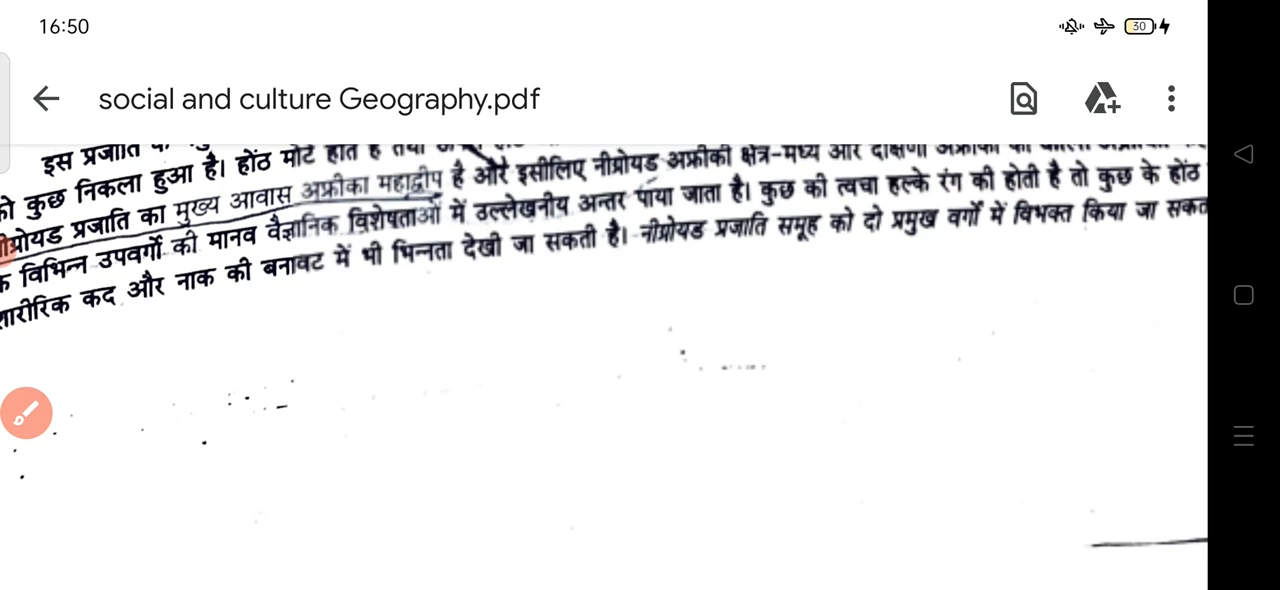 16:50
30
social and culture Geography.pdf
इस प्रजाति
को कुछ निकला हुआ है। होंठ मोटे होते हैं तथा
नीग्रोयड प्रजाति का मुख्य आवास अफ्रीका महाद्वीप है और इसीलिए नीग्रोयड अफ्रीकी क्षेत्र-मध्य और दक्षिणी
के विभिन्न उपवर्गों की मानव वैज्ञानिक विशेषताओं में उल्लेखनीय अन्तर पाया जाता है। कुछ की त्वचा हल्के रंग की होती है तो कुछ के होंठ
शारीरिक कद और नाक की बनावट में भी भिन्नता देखी जा सकती है। नीग्रोयड प्रजाति समूह को दो प्रमुख वर्गों में विभक्त किया जा सकत